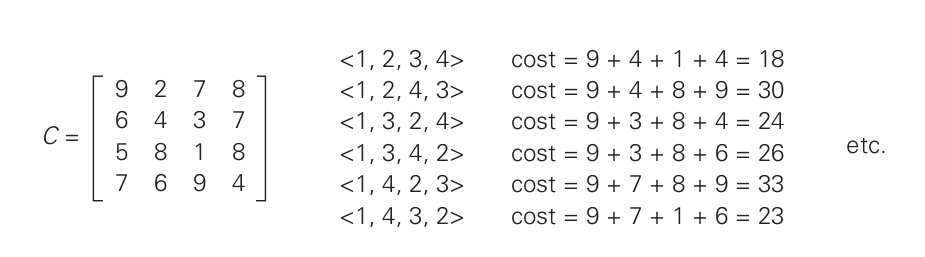 <1, 2, 3, 4> cost = 9 + 4 + 1 + 4 = 18
9 2 7 8
<1, 2, 4, 3> cost = 9 + 4 + 8 + 9 = 30
6 4 3 7
<1, 3, 2, 4> cost = 9 + 3 + 8 + 4 = 24
C =
etc.
5 8 1 8
<1, 3, 4, 2> cost = 9 + 3 + 8 + 6 = 26
7 6 9 4
<1, 4, 2, 3> cost = 9 + 7 + 8 + 9 = 33
<1, 4, 3, 2> cost = 9 + 7 + 1 + 6 = 23